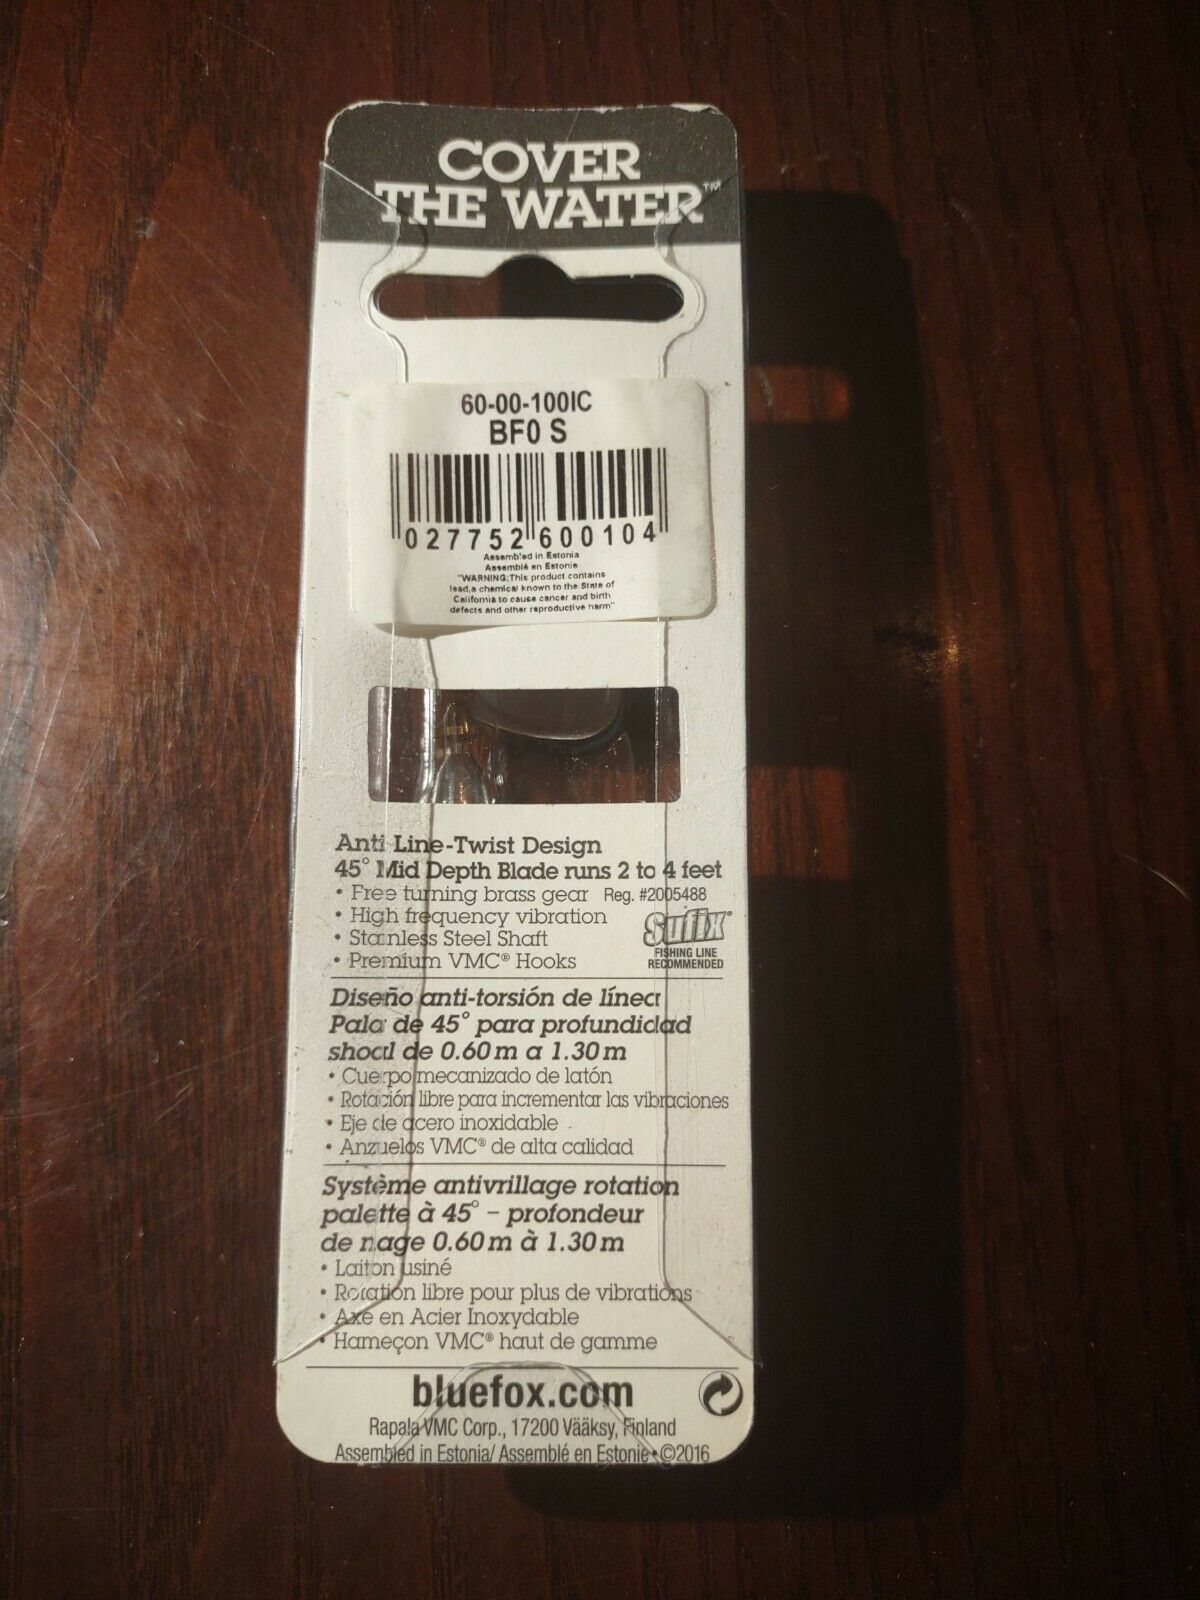 COVER
THE WATER™
60-00-100IC
BF0 S
027752600104
Assembled in Estonia
Assemblé en Estonie
"WARNING:This product contains
lead,a chemical known to the State of
California to cause cancer and birth
defects and other reproductive harm"
Anti Line-Twist Design
45° Mid Depth Blade runs 2 to 4 feet
• Free turning brass gear Reg. #2005488
• High frequency vibration
• Stainless Steel Shaft
• Premium VMC® Hooks
Sufix®
FISHING LINE
RECOMMENDED
Diseño anti-torsión de línea
Pala de 45° para profundidad
shoal de 0.60 m a 1.30 m
• Cuerpo mecanizado de latón
• Rotación libre para incrementar las vibraciones
• Eje de acero inoxidable
• Anzuelos VMC® de alta calidad
Système antivrillage rotation
palette à 45° – profondeur
de nage 0.60 m à 1.30 m
• Laiton usiné
• Rotation libre pour plus de vibrations
• Axe en Acier Inoxydable
• Hameçon VMC® haut de gamme
bluefox.com
Rapala VMC Corp., 17200 Vääksy, Finland
Assembled in Estonia/ Assemblé en Estonie • ©2016